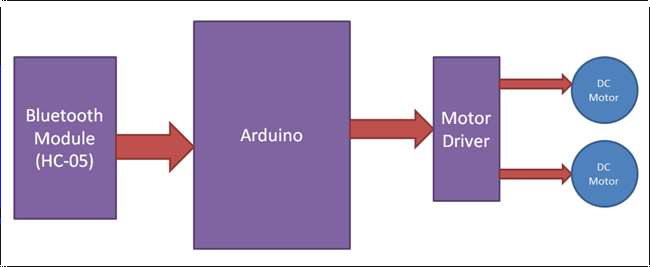 Bluetooth
Module
(HC-05)
Arduino
Motor
Driver
DC
Motor
DC
Motor